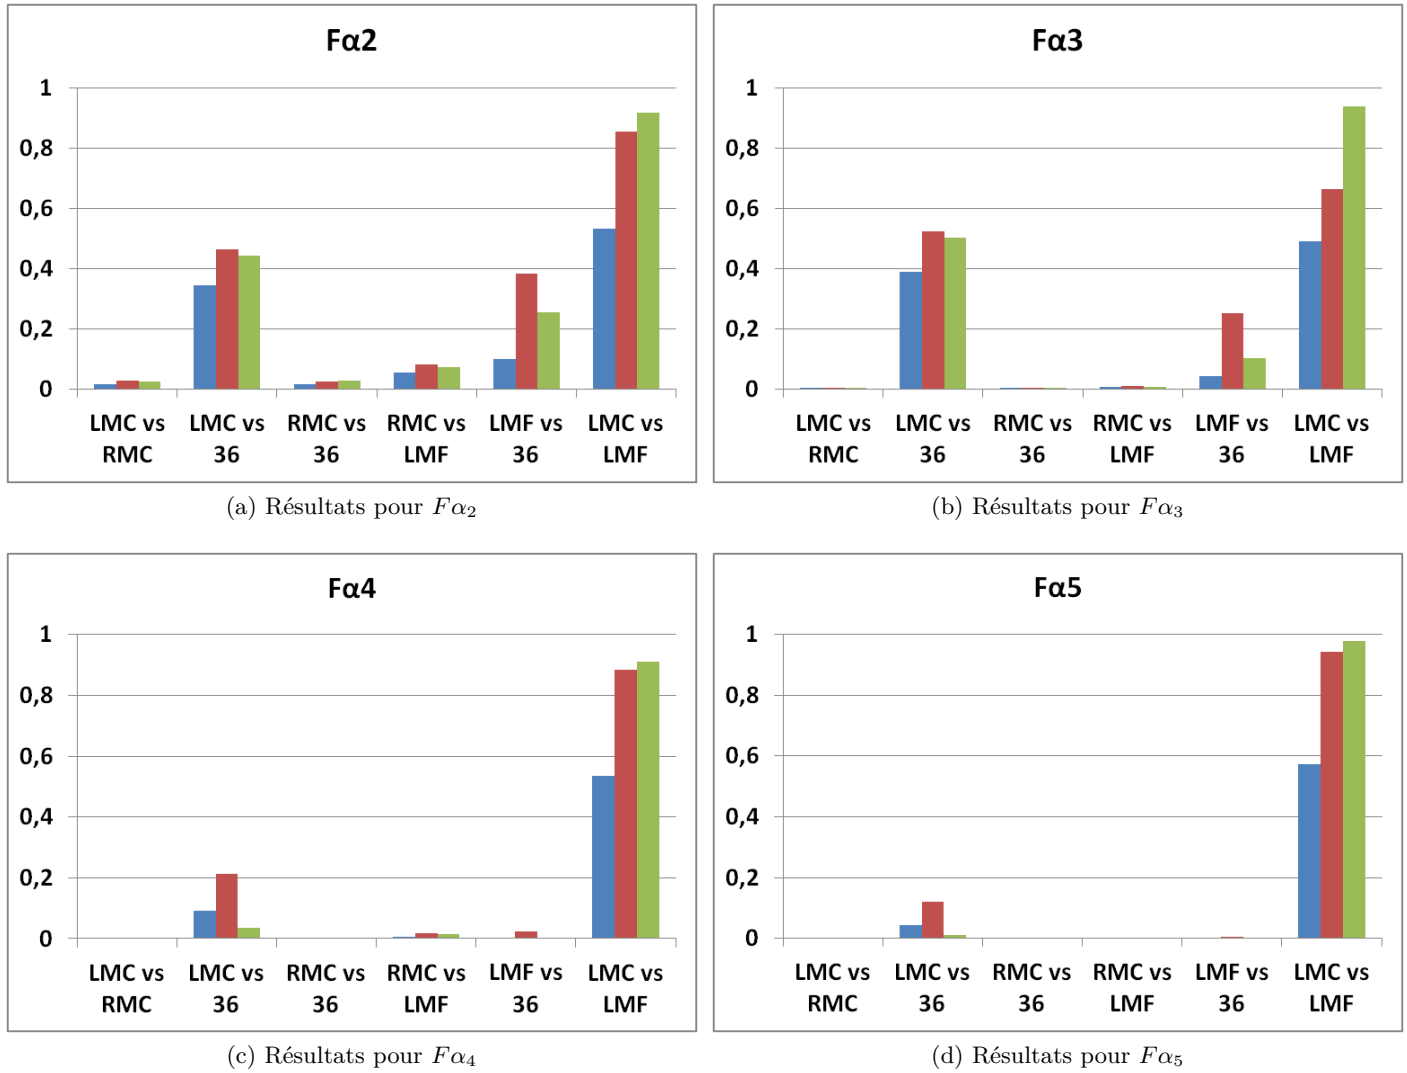 Fα2
1
0,8
0,6
0,4
0,2
0
LMC vs RMC
LMC vs 36
RMC vs 36
RMC vs LMF
LMF vs 36
LMC vs LMF
(a) Résultats pour Fα₂
Fα3
1
0,8
0,6
0,4
0,2
0
LMC vs RMC
LMC vs 36
RMC vs 36
RMC vs LMF
LMF vs 36
LMC vs LMF
(b) Résultats pour Fα₃
Fα4
1
0,8
0,6
0,4
0,2
0
LMC vs RMC
LMC vs 36
RMC vs 36
RMC vs LMF
LMF vs 36
LMC vs LMF
(c) Résultats pour Fα₄
Fα5
1
0,8
0,6
0,4
0,2
0
LMC vs RMC
LMC vs 36
RMC vs 36
RMC vs LMF
LMF vs 36
LMC vs LMF
(d) Résultats pour Fα₅